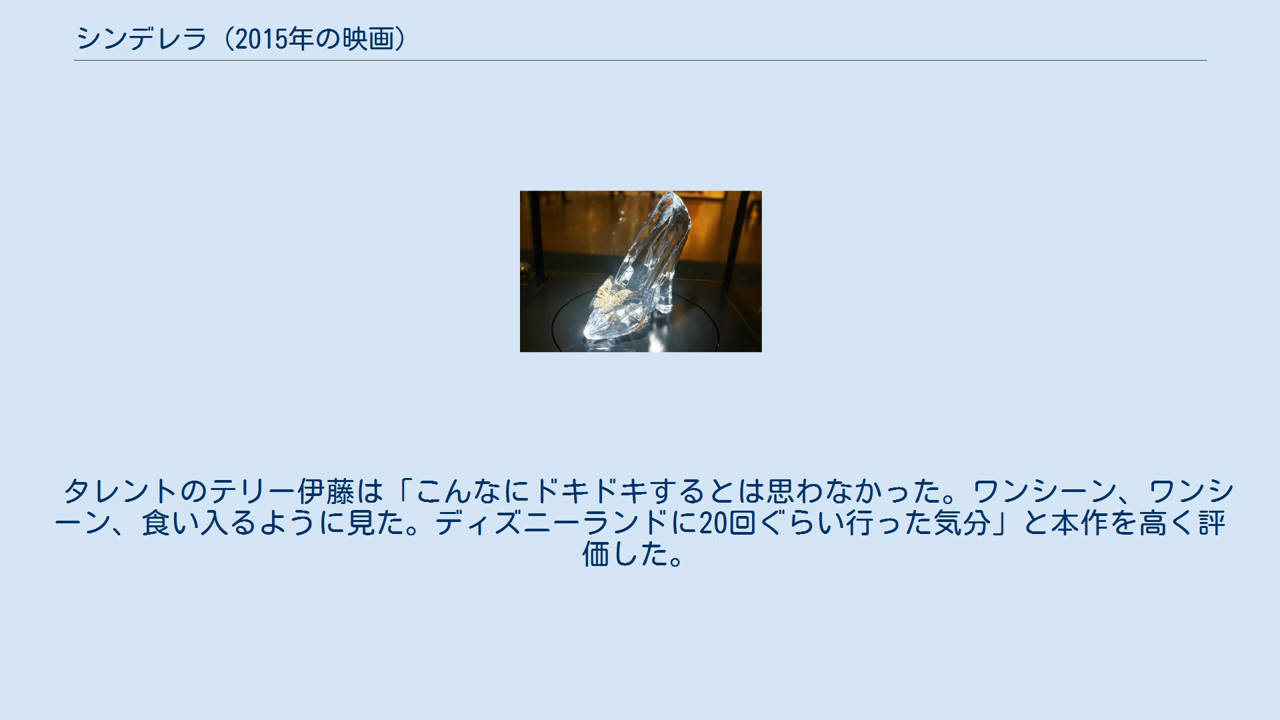 シンデレラ（2015年の映画）
タレントのテリー伊藤は「こんなにドキドキするとは思わなかった。ワンシーン、ワンシ
ーン、食い入るように見た。ディズニーランドに20回ぐらい行った気分」と本作を高く評
価した。